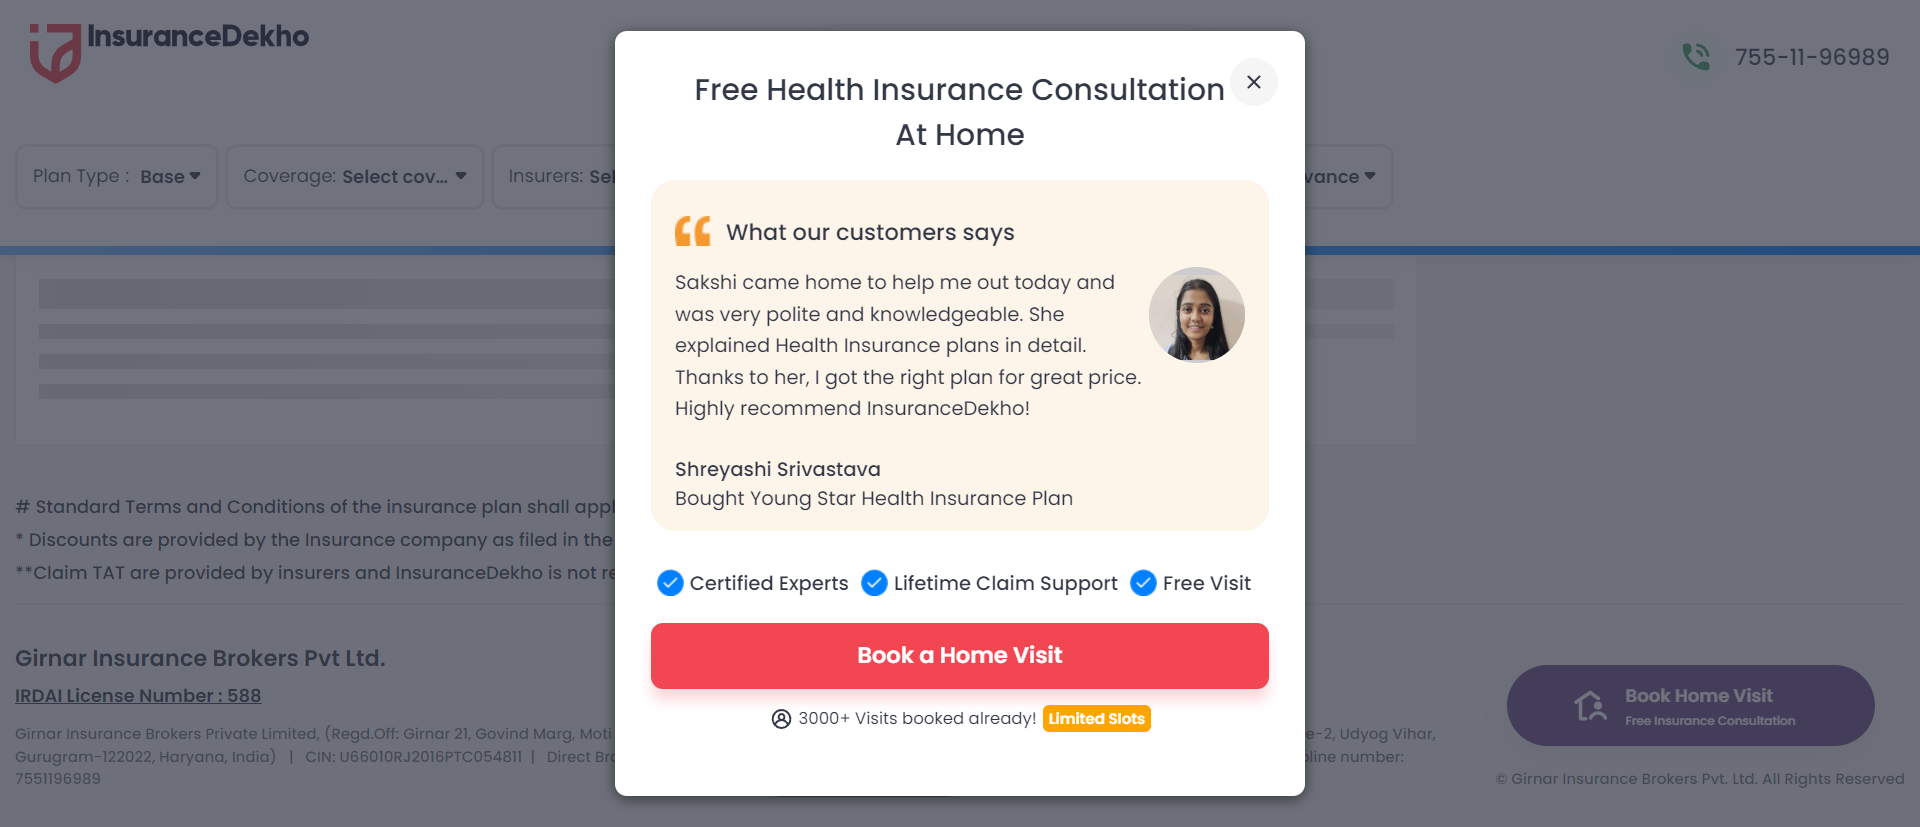 InsuranceDekho
755-11-96989
Free Health Insurance Consultation
At Home
Plan Type : Base
Coverage: Select cov...
Insurers:
What our customers says
Sakshi came home to help me out today and
was very polite and knowledgeable. She
explained Health Insurance plans in detail.
Thanks to her, I got the right plan for great price.
Highly recommend InsuranceDekho!
Shreyashi Srivastava
Bought Young Star Health Insurance Plan
# Standard Terms and Conditions of the insurance plan shall
* Discounts are provided by the Insurance company as filed in the
**Claim TAT are provided by insurers and InsuranceDekho is not
Certified Experts Lifetime Claim Support Free Visit
Book a Home Visit
3000+ Visits booked already! Limited Slots
Girnar Insurance Brokers Pvt Ltd.
IRDAI License Number : 588
Girnar Insurance Brokers Private Limited, (Regd.Off: Girnar 21, Govind Marg, Moti
-2, Udyog Vihar,
Gurugram-122022, Haryana, India) | CIN: U66010RJ2016PTC054811 | Direct
number:
7551196989
Book Home Visit
Free Insurance Consultation
© Girnar Insurance Brokers Pvt. Ltd. All Rights Reserved